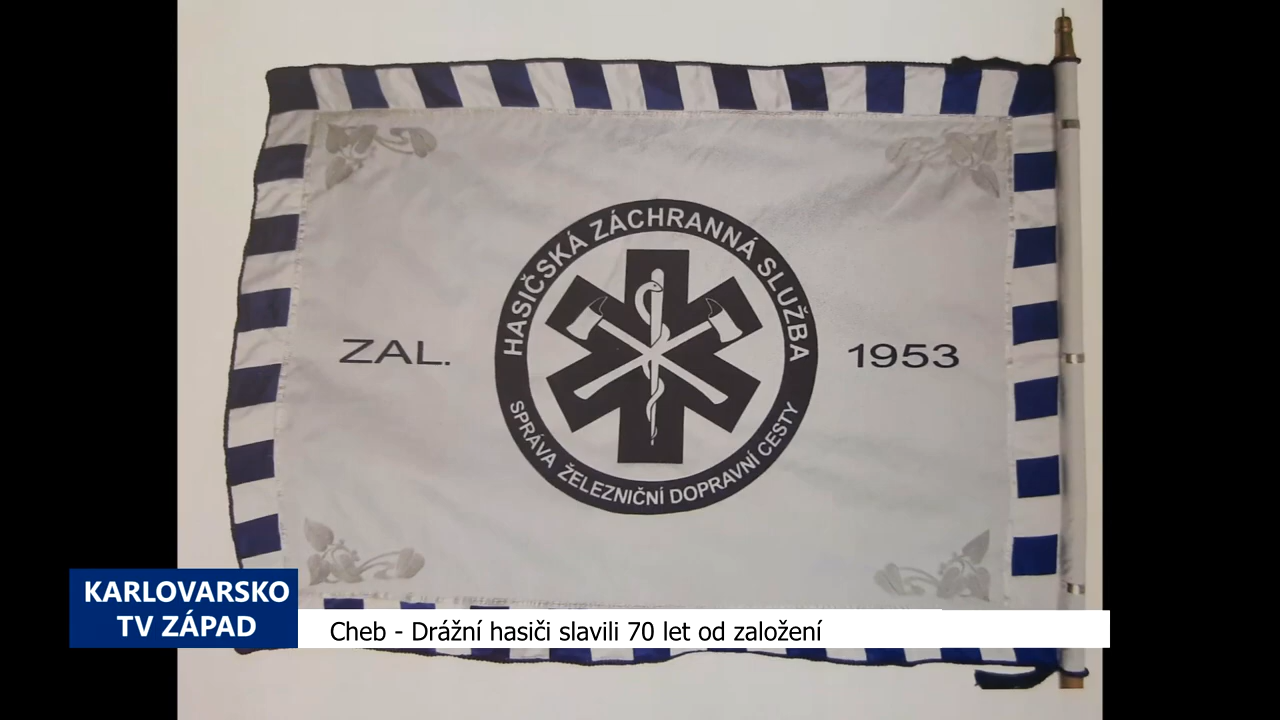 HASIČSKÁ ZÁCHRANNÁ SLUŽBA
ZAL.
1953
SPRÁVA ŽELEZNIČNÍ DOPRAVNÍ CESTY
KARLOVARSKO
TV ZÁPAD
Cheb - Drážní hasiči slavili 70 let od založení